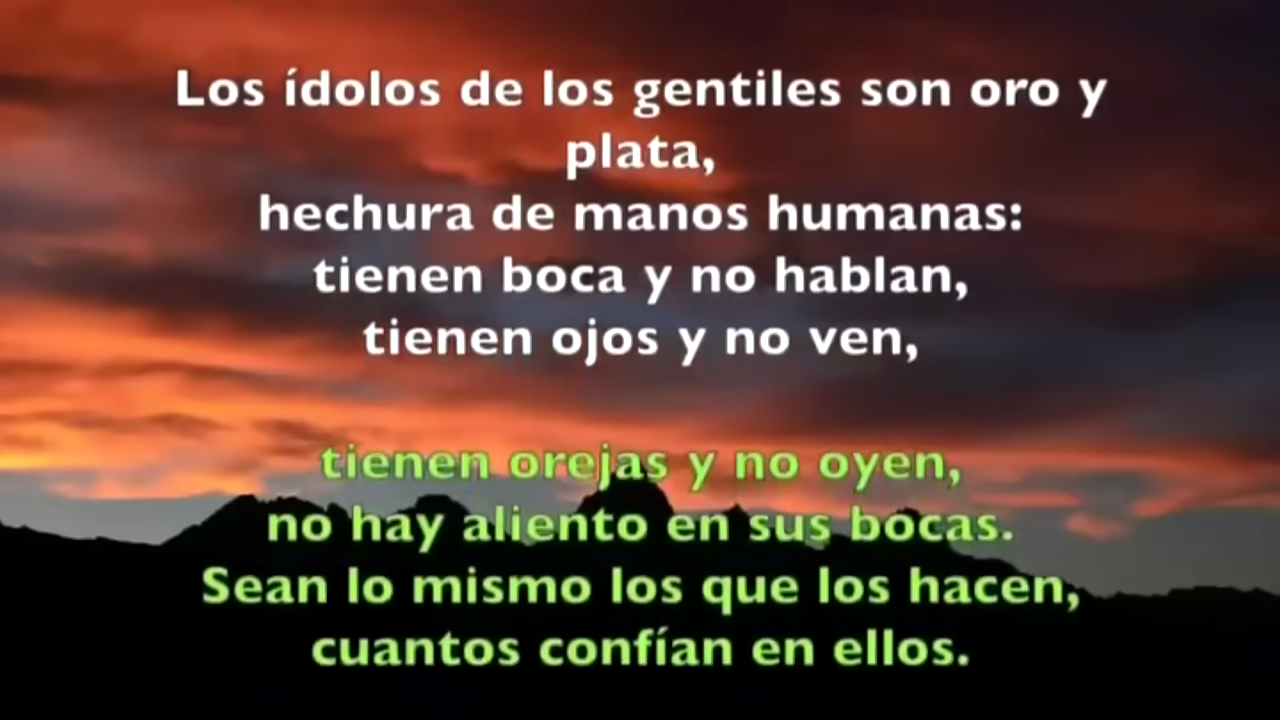 Los ídolos de los gentiles son oro y
plata,
hechura de manos humanas:
tienen boca y no hablan,
tienen ojos y no ven,
tienen orejas y no oyen,
no hay aliento en sus bocas.
Sean lo mismo los que los hacen,
cuantos confían en ellos.